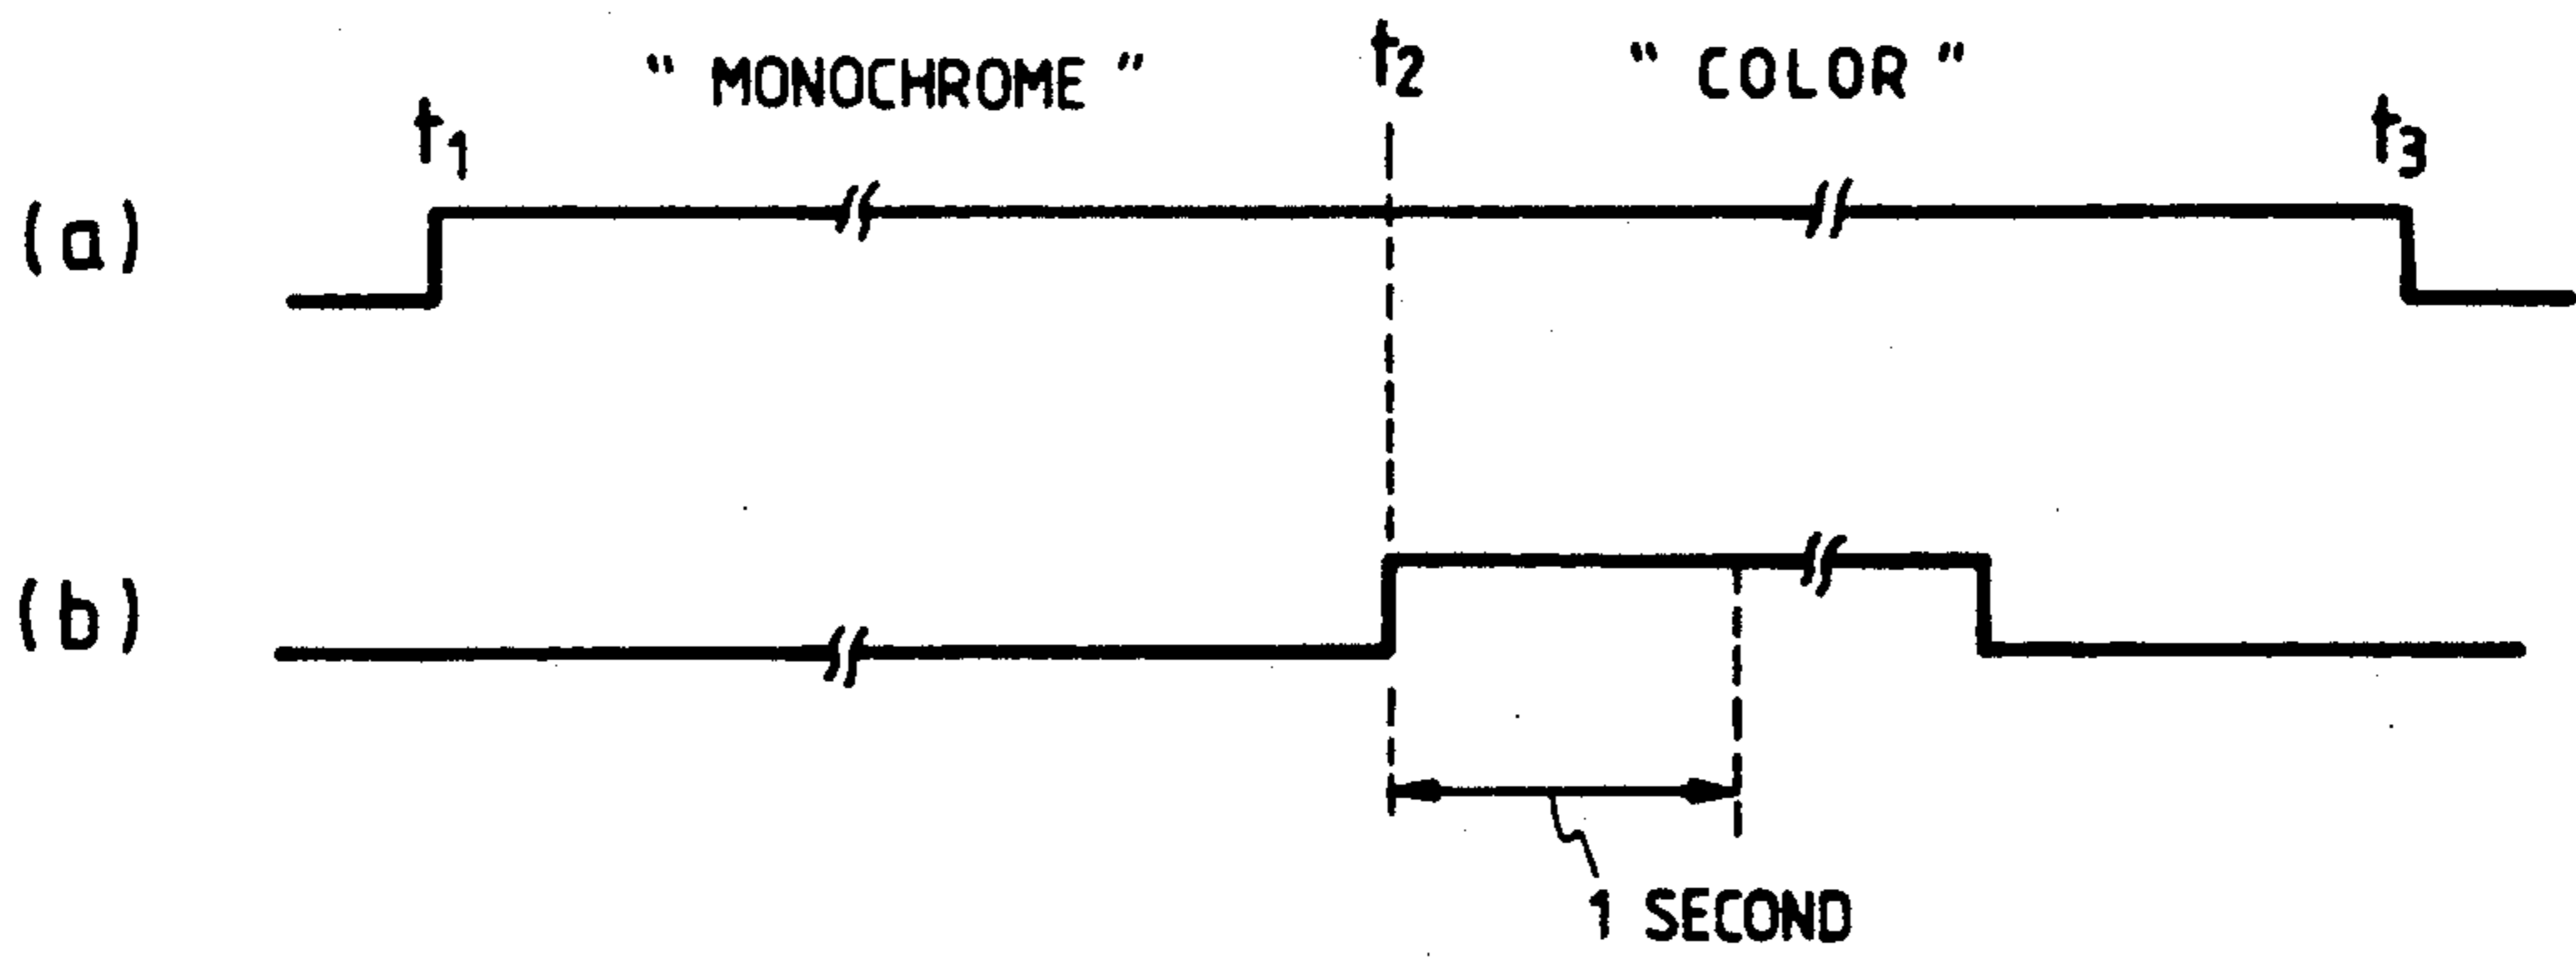 " MONOCHROME "
t2
" COLOR "
t1
t3
(a)
(b)
1 SECOND